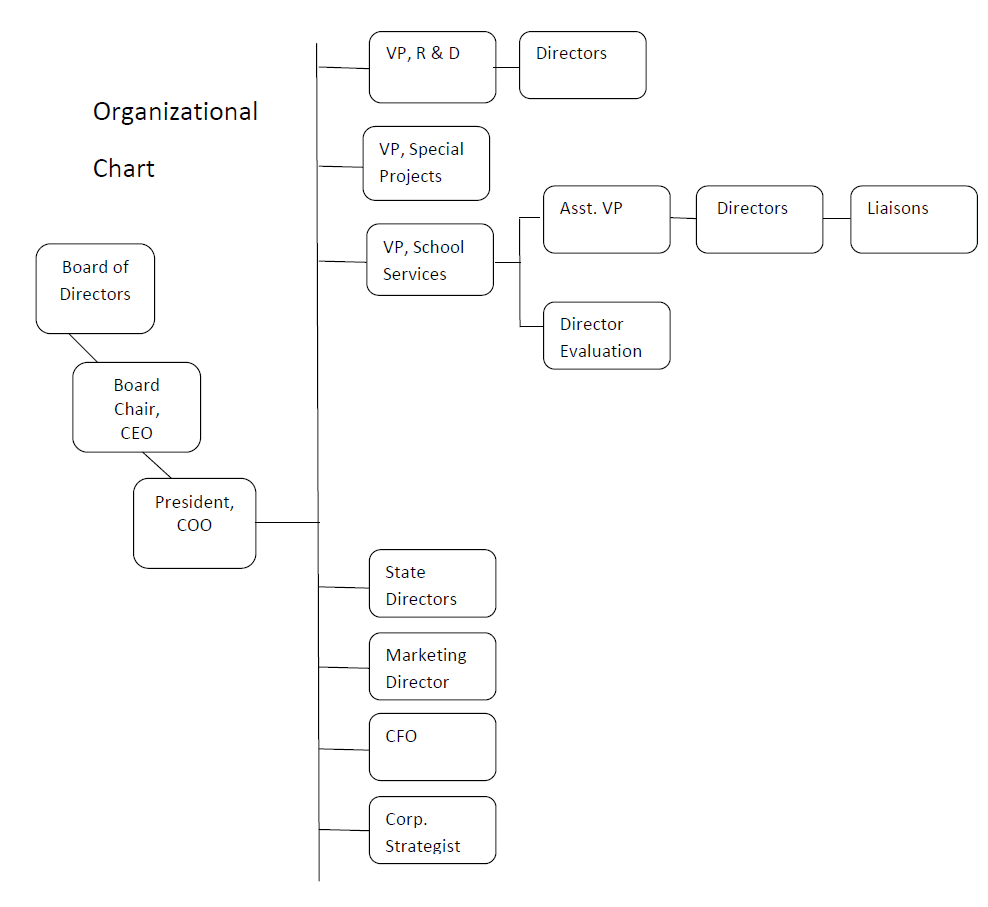 Organizational
Chart
Board of
Directors
Board
Chair,
CEO
President,
COO
VP, R & D
Directors
VP, Special
Projects
VP, School
Services
Asst. VP
Directors
Liaisons
Director
Evaluation
State
Directors
Marketing
Director
CFO
Corp.
Strategist